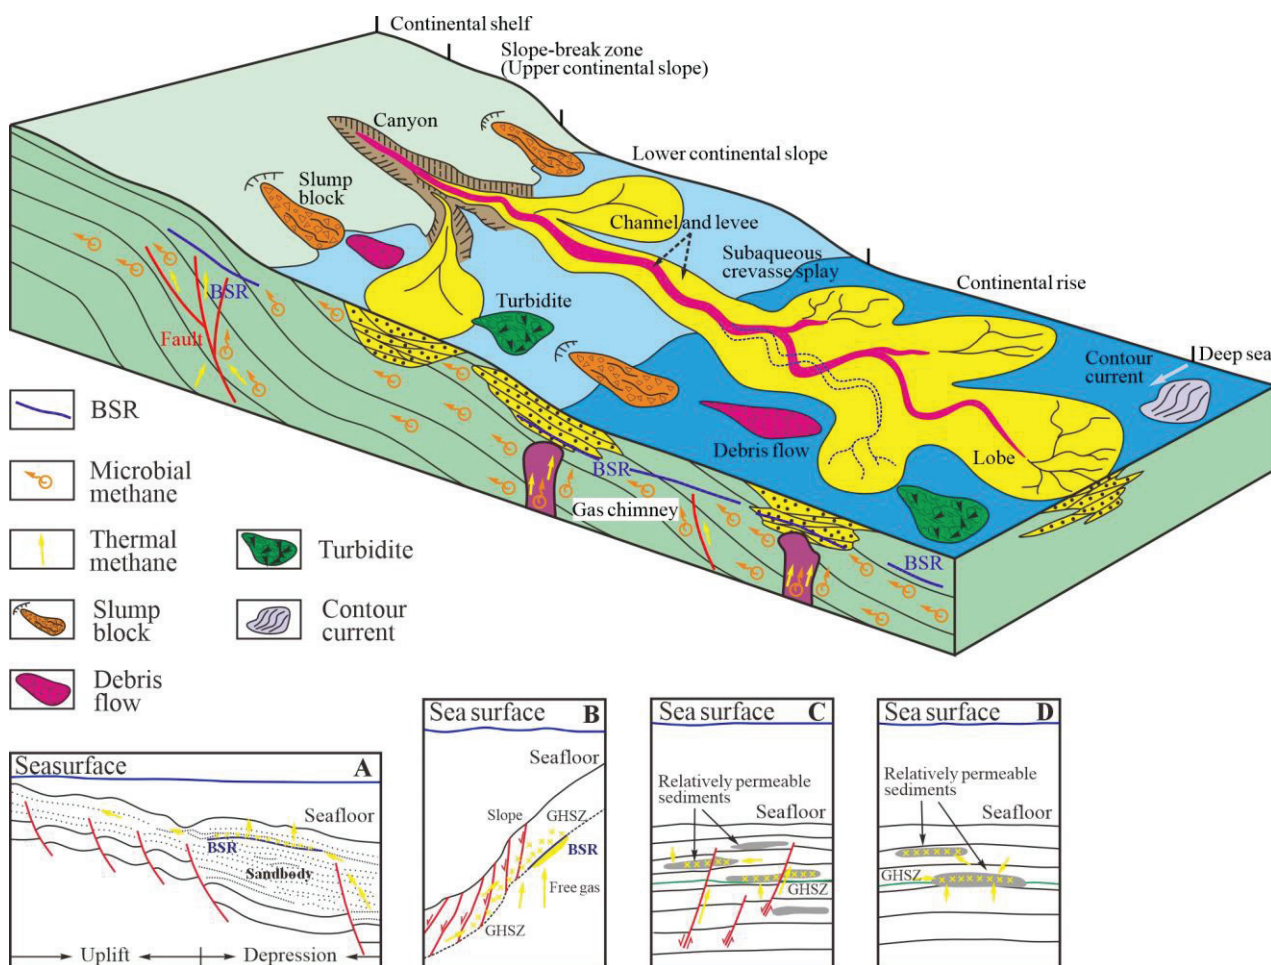 Continental shelf
Slope-break zone
(Upper continental slope)
Canyon
Lower continental slope
Slump
block
Channel and levee
Subaqueous
crevasse splay
Continental rise
BSR
Turbidite
Fault
Contour
current
Deep sea
BSR
Debris flow
Lobe
BSR
Gas chimney
BSR
Microbial
methane
Thermal
methane
Turbidite
Slump
block
Contour
current
Debris
flow
Seasurface
A
Seafloor
BSR
Sandbody
Uplift
Depression
Sea surface
B
Seafloor
Slope
GHSZ
BSR
Free gas
GHSZ
Sea surface
C
Relatively permeable
sediments
Seafloor
GHSZ
Sea surface
D
Relatively permeable
sediments
Seafloor
GHSZ